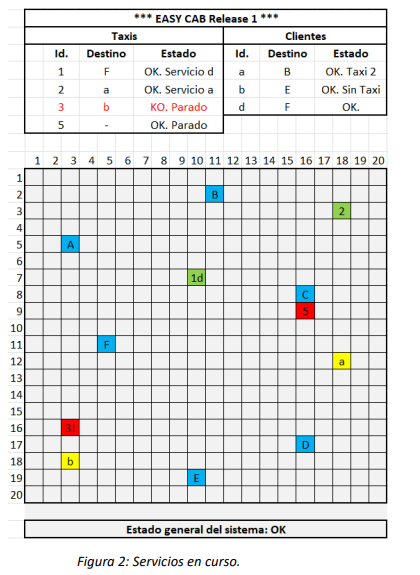 *** EASY CAB Release 1 ***
Taxis Clientes
Id. Destino Estado Id. Destino Estado
1 F OK. Servicio d a B OK. Taxi 2
2 a OK. Servicio a b E OK. Sin Taxi
3 b KO. Parado d F OK.
5 - OK. Parado
1 2 3 4 5 6 7 8 9 10 11 12 13 14 15 16 17 18 19 20
1
2 B
3 2
4
5 A
6
7 1d
8 C
9 5
10
11 F
12 a
13
14
15
16 3!
17 D
18 b
19 E
20
Estado general del sistema: OK
Figura 2: Servicios en curso.